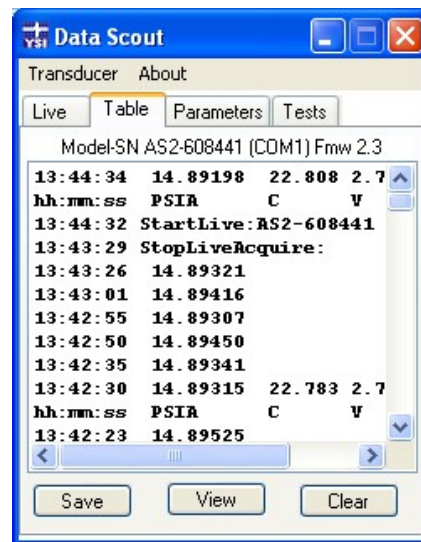 YSI Data Scout
Transducer About
Live Table Parameters Tests
Model-SN AS2-608441 (COM1) Fmw 2.3
13:44:34 14.89198 22.808 2.7
hh:mm:ss PSIA C V
13:44:32 StartLive:AS2-608441
13:43:29 StopLiveAcquire:
13:43:26 14.89321
13:43:01 14.89416
13:42:55 14.89307
13:42:50 14.89450
13:42:35 14.89341
13:42:30 14.89315 22.783 2.7
hh:mm:ss PSIA C V
13:42:23 14.89525
Save View Clear